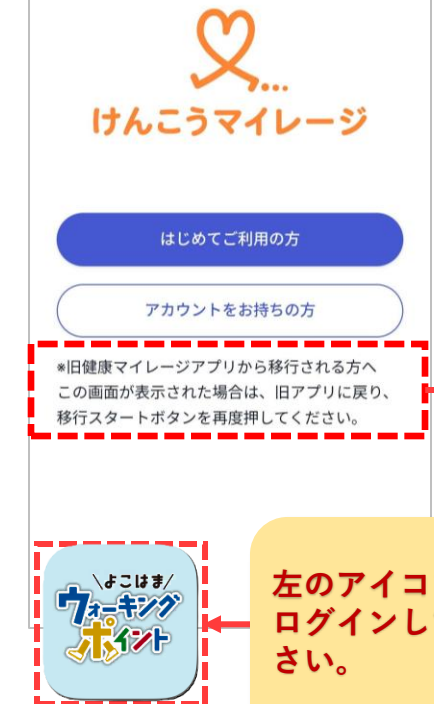 けんこうマイレージ
はじめてご利用の方
アカウントをお持ちの方
※旧健康マイレージアプリから移行される方へ
この画面が表示された場合は、旧アプリに戻り、
移行スタートボタンを再度押してください。
よこはま
ウォーキング
ポイント
左のアイコ
ログインし
さい。